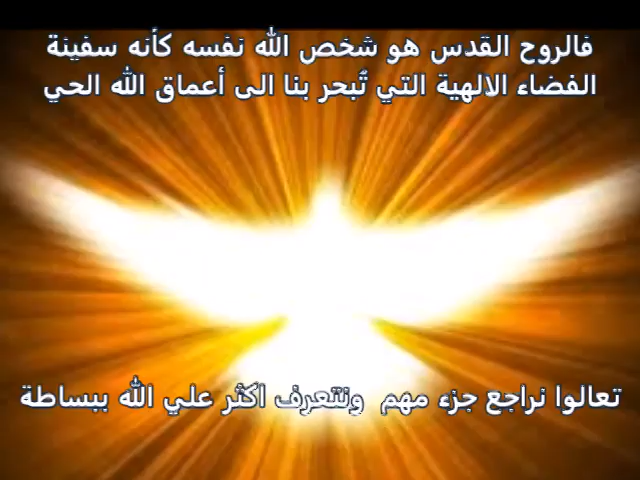 فالروح القدس هو شخص الله نفسه كأنه سفينة
الفضاء الالهية التي تُبحر بنا الى أعماق الله الحي
تعالوا نراجع جزء مهم ونتعرف اكثر علي الله ببساطة